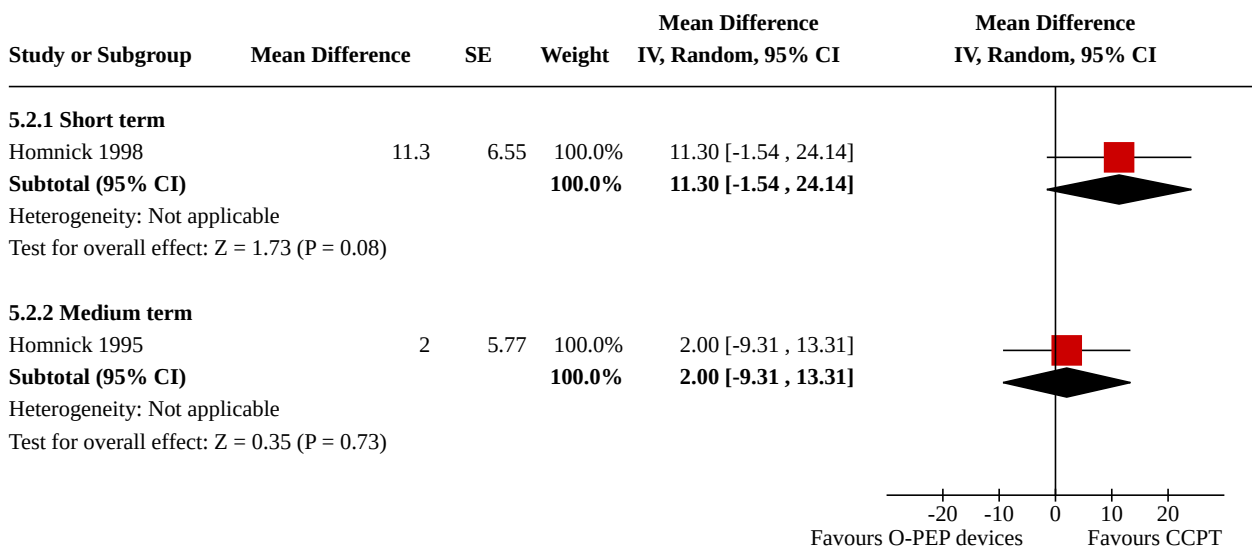 Mean Difference Mean Difference
Study or Subgroup Mean Difference SE Weight IV, Random, 95% CI IV, Random, 95% CI
5.2.1 Short term
Homnick 1998 11.3 6.55 100.0% 11.30 [-1.54 , 24.14]
Subtotal (95% CI) 100.0% 11.30 [-1.54 , 24.14]
Heterogeneity: Not applicable
Test for overall effect: Z = 1.73 (P = 0.08)
5.2.2 Medium term
Homnick 1995 2 5.77 100.0% 2.00 [-9.31 , 13.31]
Subtotal (95% CI) 100.0% 2.00 [-9.31 , 13.31]
Heterogeneity: Not applicable
Test for overall effect: Z = 0.35 (P = 0.73)
-20 -10 0 10 20
Favours O-PEP devices Favours CCPT